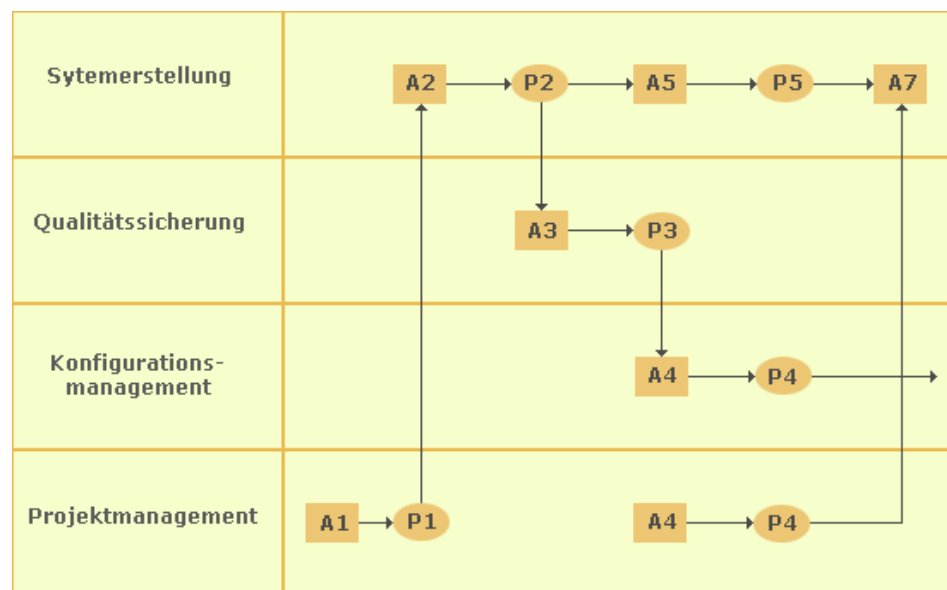 Sytemerstellung
A2 P2 A5 P5 A7
Qualitätssicherung
A3 P3
Konfigurations-
management
A4 P4
Projektmanagement
A1 P1 A4 P4